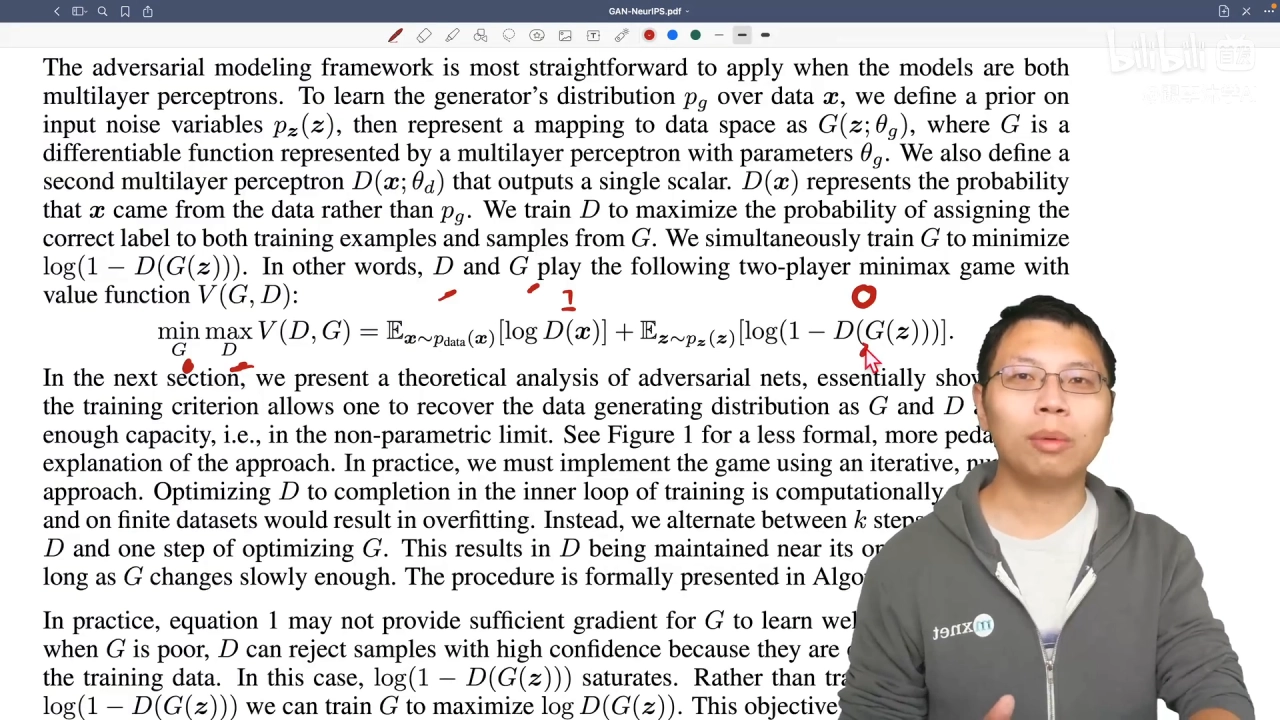 GAN-NeurIPS.pdf
bilibili
The adversarial modeling framework is most straightforward to apply when the models are both
multilayer perceptrons. To learn the generator's distribution p_g over data x, we define a prior on
input noise variables p_z(z), then represent a mapping to data space as G(z; θ_g), where G is a
differentiable function represented by a multilayer perceptron with parameters θ_g. We also define a
second multilayer perceptron D(x; θ_d) that outputs a single scalar. D(x) represents the probability
that x came from the data rather than p_g. We train D to maximize the probability of assigning the
correct label to both training examples and samples from G. We simultaneously train G to minimize
log(1 − D(G(z))). In other words, D and G play the following two-player minimax game with
value function V(G, D):
1 0
min_G max_D V(D, G) = 𝔼_{x∼p_data(x)}[log D(x)] + 𝔼_{z∼p_z(z)}[log(1 − D(G(z)))].
In the next section, we present a theoretical analysis of adversarial nets, essentially
the training criterion allows one to recover the data generating distribution as G and D
enough capacity, i.e., in the non-parametric limit. See Figure 1 for a less formal, more
explanation of the approach. In practice, we must implement the game using an iterative,
approach. Optimizing D to completion in the inner loop of training is computationally
and on finite datasets would result in overfitting. Instead, we alternate between k steps
D and one step of optimizing G. This results in D being maintained near its
long as G changes slowly enough. The procedure is formally presented in
In practice, equation 1 may not provide sufficient gradient for G to learn
when G is poor, D can reject samples with high confidence because they are
the training data. In this case, log(1 − D(G(z))) saturates. Rather than
log(1 − D(G(z))) we can train G to maximize log D(G(z)). This objective
mxnet